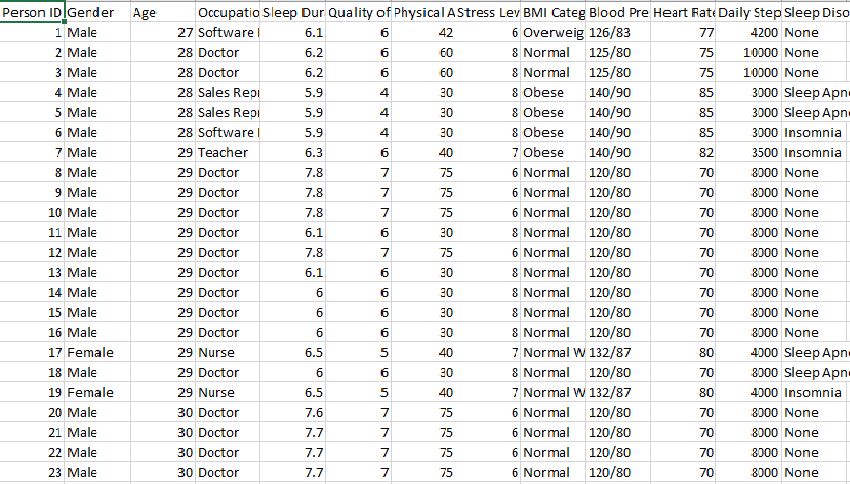 Person ID Gender Age Occupatio Sleep Dur Quality of Physical A Stress Lev BMI Categ Blood Pre Heart Rate Daily Step Sleep Diso
1 Male 27 Software 6.1 6 42 6 Overweig 126/83 77 4200 None
2 Male 28 Doctor 6.2 6 60 8 Normal 125/80 75 10000 None
3 Male 28 Doctor 6.2 6 60 8 Normal 125/80 75 10000 None
4 Male 28 Sales Repr 5.9 4 30 8 Obese 140/90 85 3000 Sleep Apne
5 Male 28 Sales Repr 5.9 4 30 8 Obese 140/90 85 3000 Sleep Apne
6 Male 28 Software 5.9 4 30 8 Obese 140/90 85 3000 Insomnia
7 Male 29 Teacher 6.3 6 40 7 Obese 140/90 82 3500 Insomnia
8 Male 29 Doctor 7.8 7 75 6 Normal 120/80 70 8000 None
9 Male 29 Doctor 7.8 7 75 6 Normal 120/80 70 8000 None
10 Male 29 Doctor 7.8 7 75 6 Normal 120/80 70 8000 None
11 Male 29 Doctor 6.1 6 30 8 Normal 120/80 70 8000 None
12 Male 29 Doctor 7.8 7 75 6 Normal 120/80 70 8000 None
13 Male 29 Doctor 6.1 6 30 8 Normal 120/80 70 8000 None
14 Male 29 Doctor 6 6 30 8 Normal 120/80 70 8000 None
15 Male 29 Doctor 6 6 30 8 Normal 120/80 70 8000 None
16 Male 29 Doctor 6 6 30 8 Normal 120/80 70 8000 None
17 Female 29 Nurse 6.5 5 40 7 Normal W 132/87 80 4000 Sleep Apne
18 Male 29 Doctor 6 6 30 8 Normal 120/80 70 8000 Sleep Apne
19 Female 29 Nurse 6.5 5 40 7 Normal W 132/87 80 4000 Insomnia
20 Male 30 Doctor 7.6 7 75 6 Normal 120/80 70 8000 None
21 Male 30 Doctor 7.7 7 75 6 Normal 120/80 70 8000 None
22 Male 30 Doctor 7.7 7 75 6 Normal 120/80 70 8000 None
23 Male 30 Doctor 7.7 7 75 6 Normal 120/80 70 8000 None